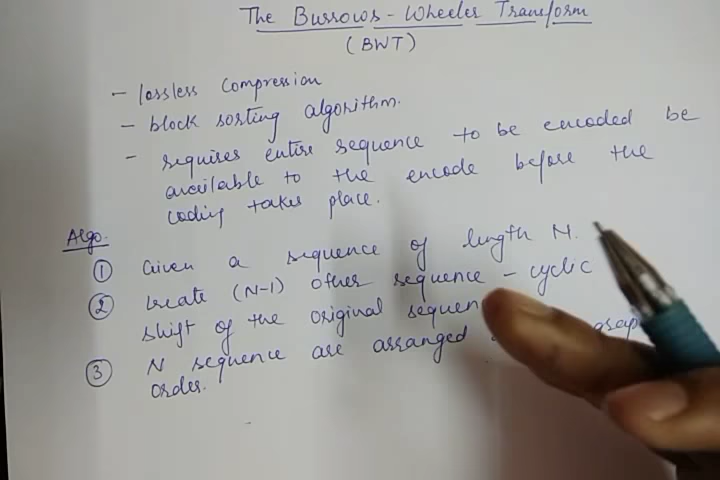 The Burrows-Wheeler Transform
(BWT)
- lossless compression
- block sorting algorithm.
- requires entire sequence to be encoded be
available to the encode before the
coding takes place.
Algo.
① Given a sequence of length N.
② create (N-1) other sequence - cyclic
shift of the original sequen
③ N sequence are arranged
order.